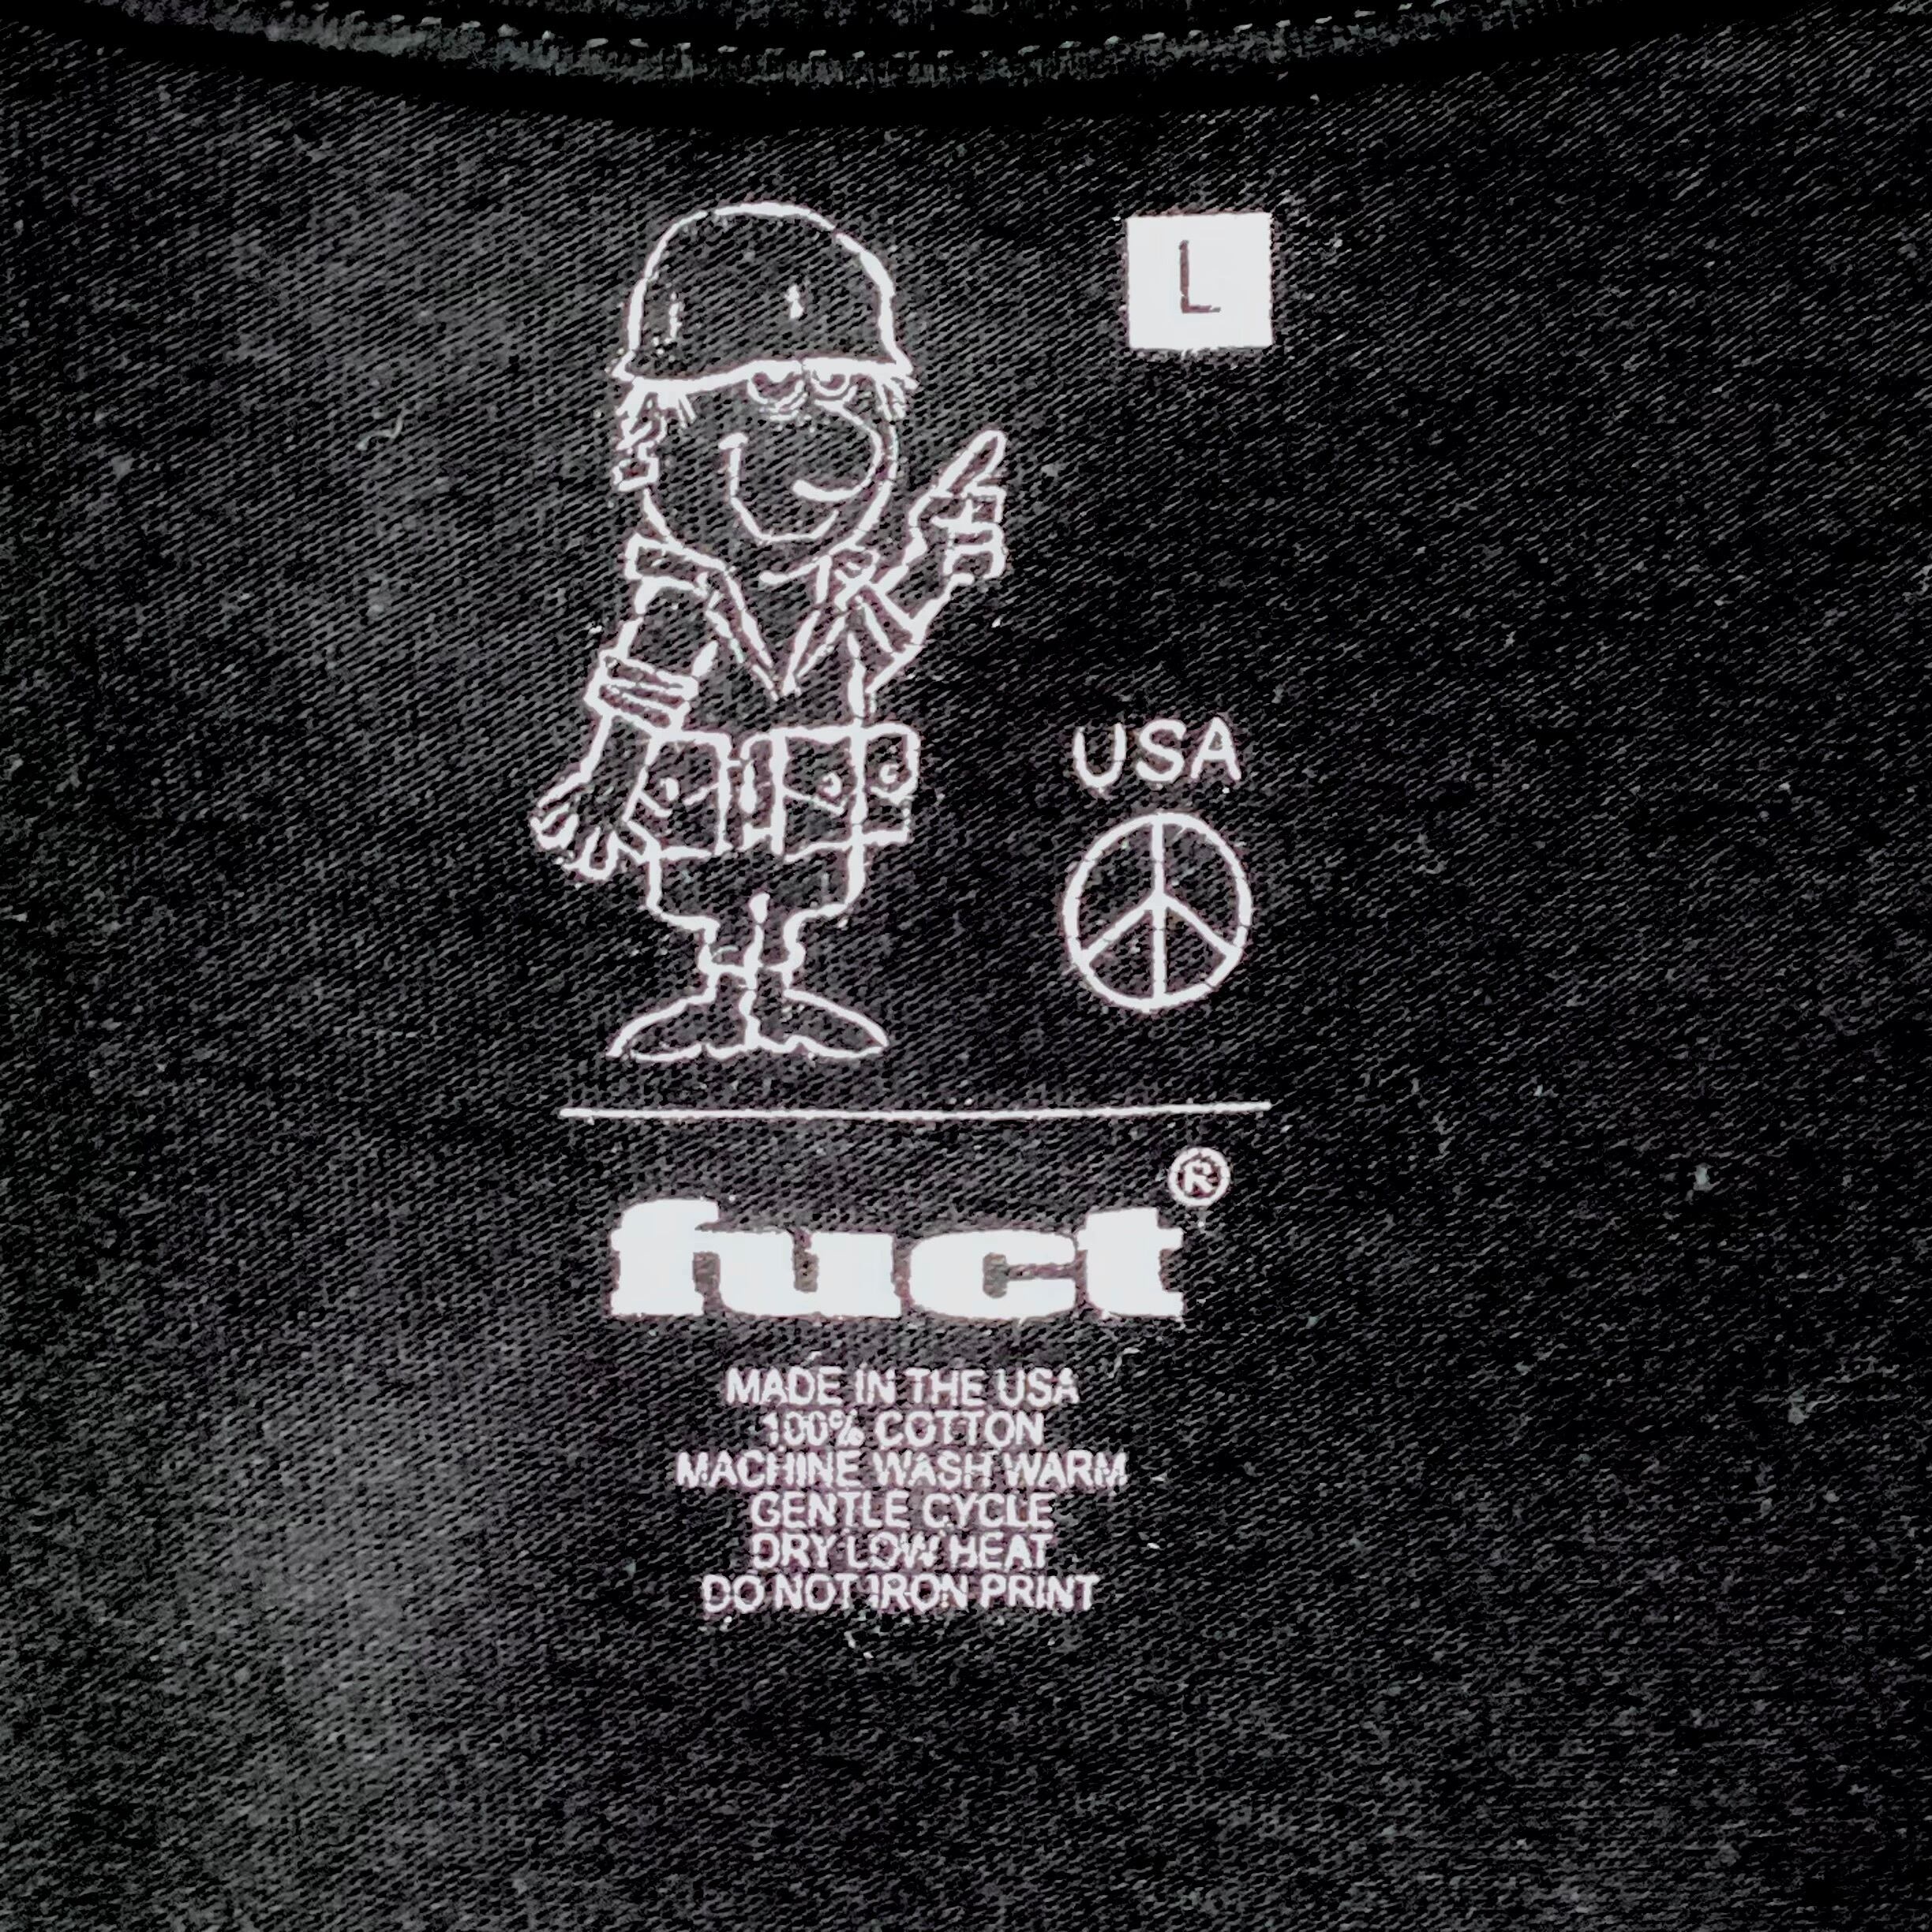 L
USA
fuct®
MADE IN THE USA
100% COTTON
MACHINE WASH WARM
GENTLE CYCLE
DRY LOW HEAT
DO NOT IRON PRINT